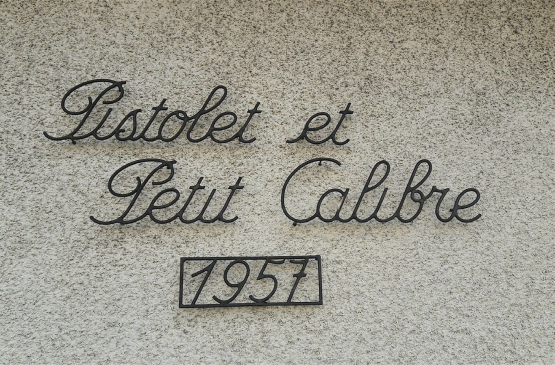 Pistolet et
Petit Calibre
1957